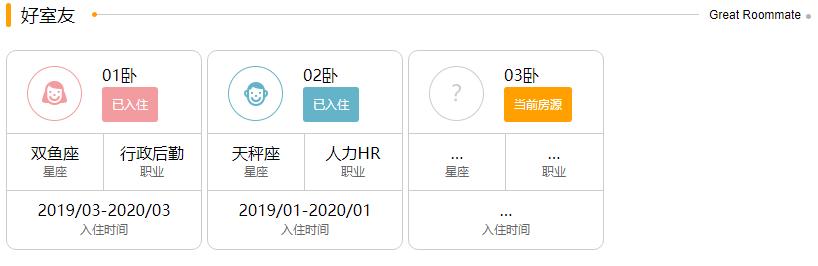 好室友 Great Roommate
01卧
已入住
双鱼座 行政后勤
星座 职业
2019/03-2020/03
入住时间
02卧
已入住
天秤座 人力HR
星座 职业
2019/01-2020/01
入住时间
?
03卧
当前房源
... ...
星座 职业
...
入住时间